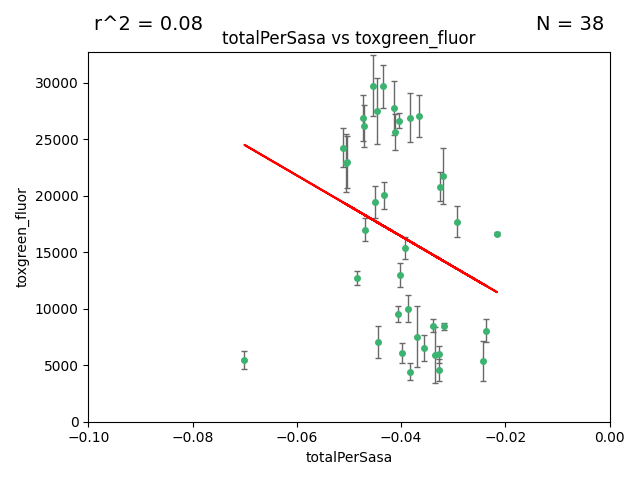 r^2 = 0.08
N = 38
totalPerSasa vs toxgreen_fluor
toxgreen_fluor
30000
25000
20000
15000
10000
5000
0
−0.10
−0.08
−0.06
−0.04
−0.02
0.00
totalPerSasa